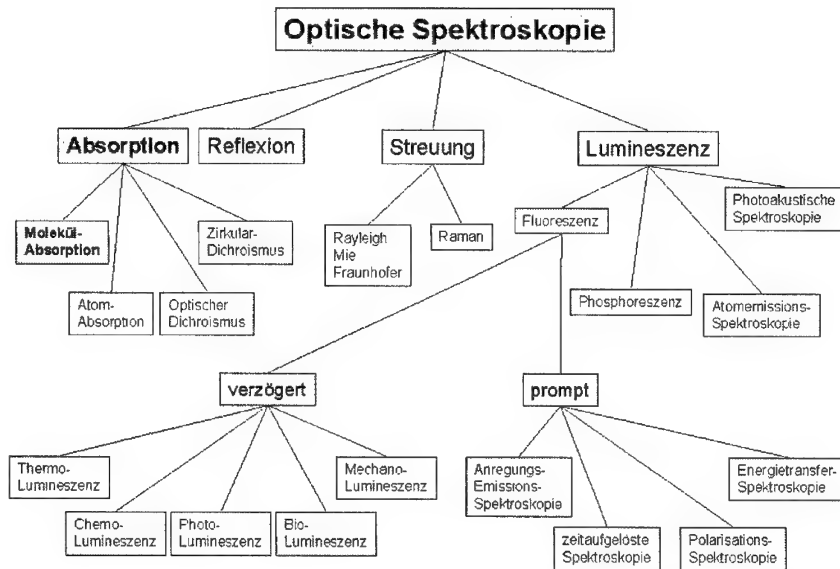 Optische Spektroskopie
Absorption
Reflexion
Streuung
Lumineszenz
Molekül-
Absorption
Zirkular-
Dichroismus
Atom-
Absorption
Optischer
Dichroismus
Rayleigh
Mie
Fraunhofer
Raman
Fluoreszenz
Photoakustische
Spektroskopie
Phosphoreszenz
Atomemissions-
Spektroskopie
verzögert
prompt
Thermo-
Lumineszenz
Mechano-
Lumineszenz
Chemo-
Lumineszenz
Photo-
Lumineszenz
Bio-
Lumineszenz
Anregungs-
Emissions-
Spektroskopie
Energietransfer-
Spektroskopie
zeitaufgelöste
Spektroskopie
Polarisations-
Spektroskopie